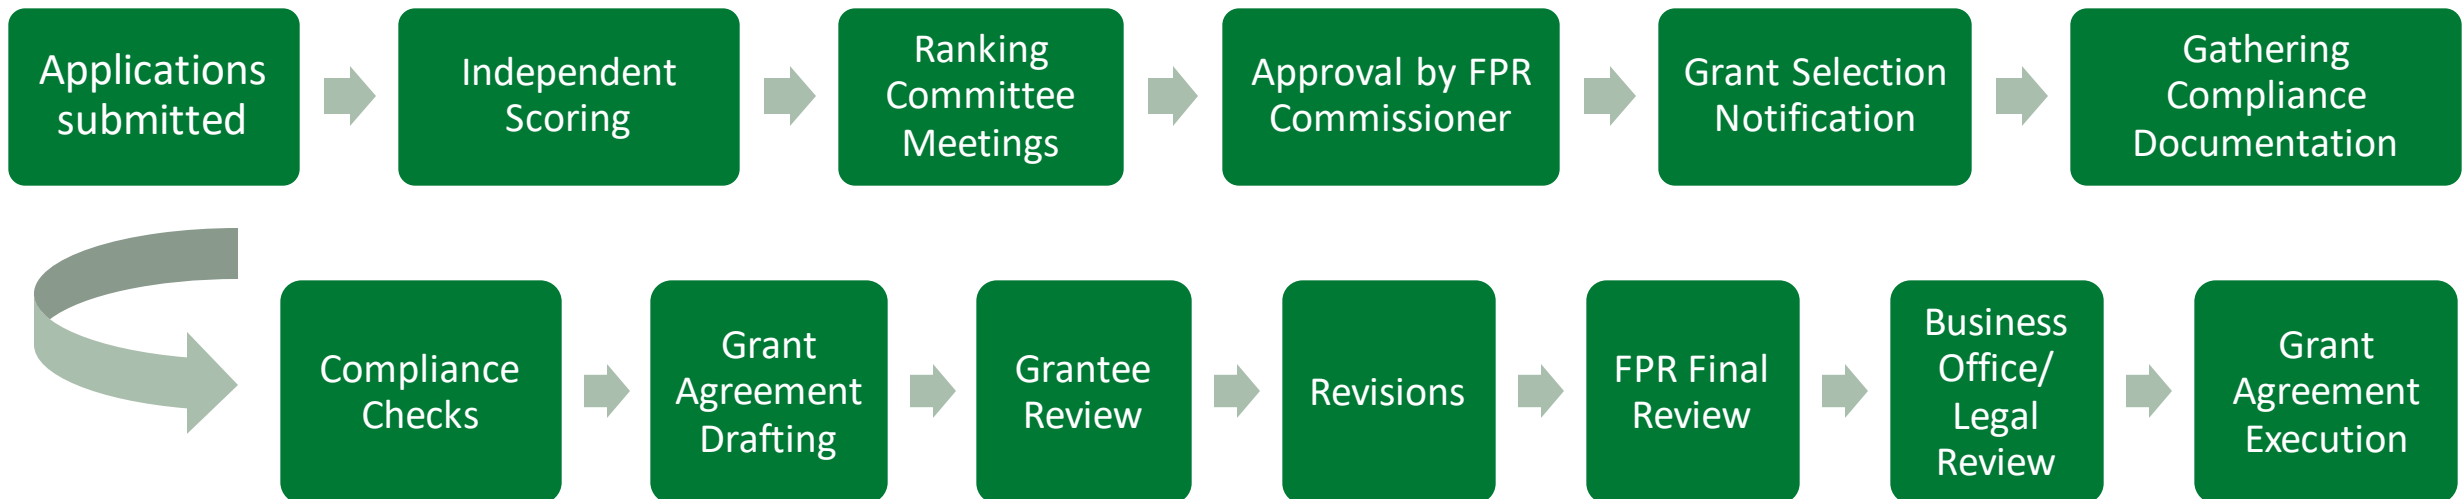 Applications
submitted
Independent
Scoring
Ranking
Committee
Meetings
Approval by FPR
Commissioner
Grant Selection
Notification
Gathering
Compliance
Documentation
Compliance
Checks
Grant
Agreement
Drafting
Grantee
Review
Revisions
FPR Final
Review
Business
Office/
Legal
Review
Grant
Agreement
Execution